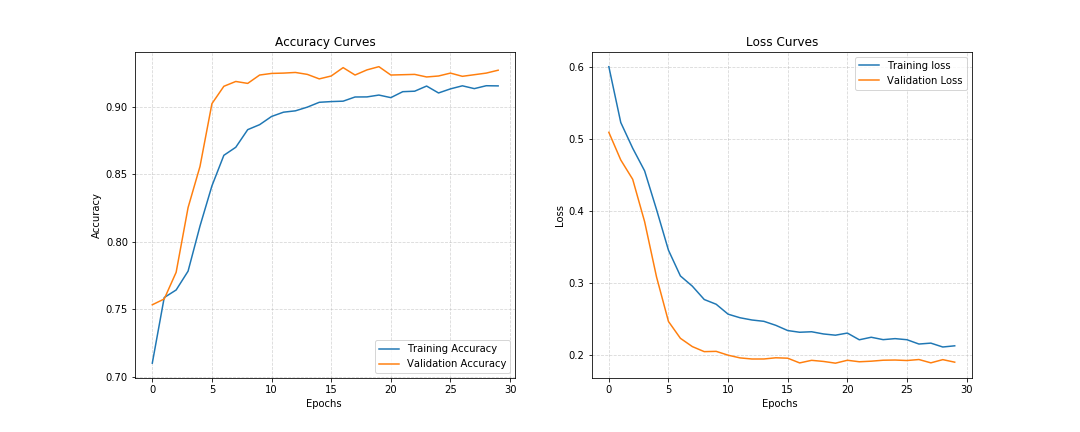 Accuracy Curves
0.90
0.85
0.80
0.75
0.70
Accuracy
0 5 10 15 20 25 30
Epochs
Training Accuracy
Validation Accuracy
Loss Curves
0.6
0.5
0.4
0.3
0.2
Loss
0 5 10 15 20 25 30
Epochs
Training loss
Validation Loss